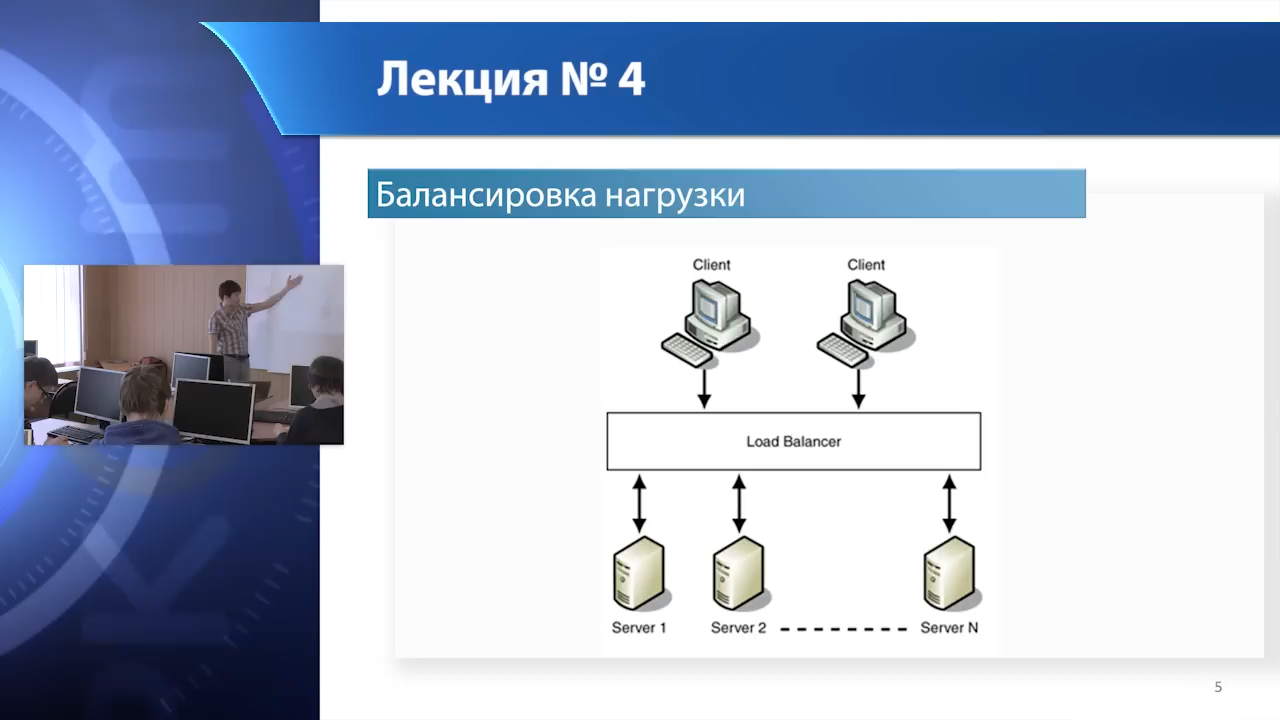 Лекция № 4
Балансировка нагрузки
Client Client
Load Balancer
Server 1 Server 2 Server N
5